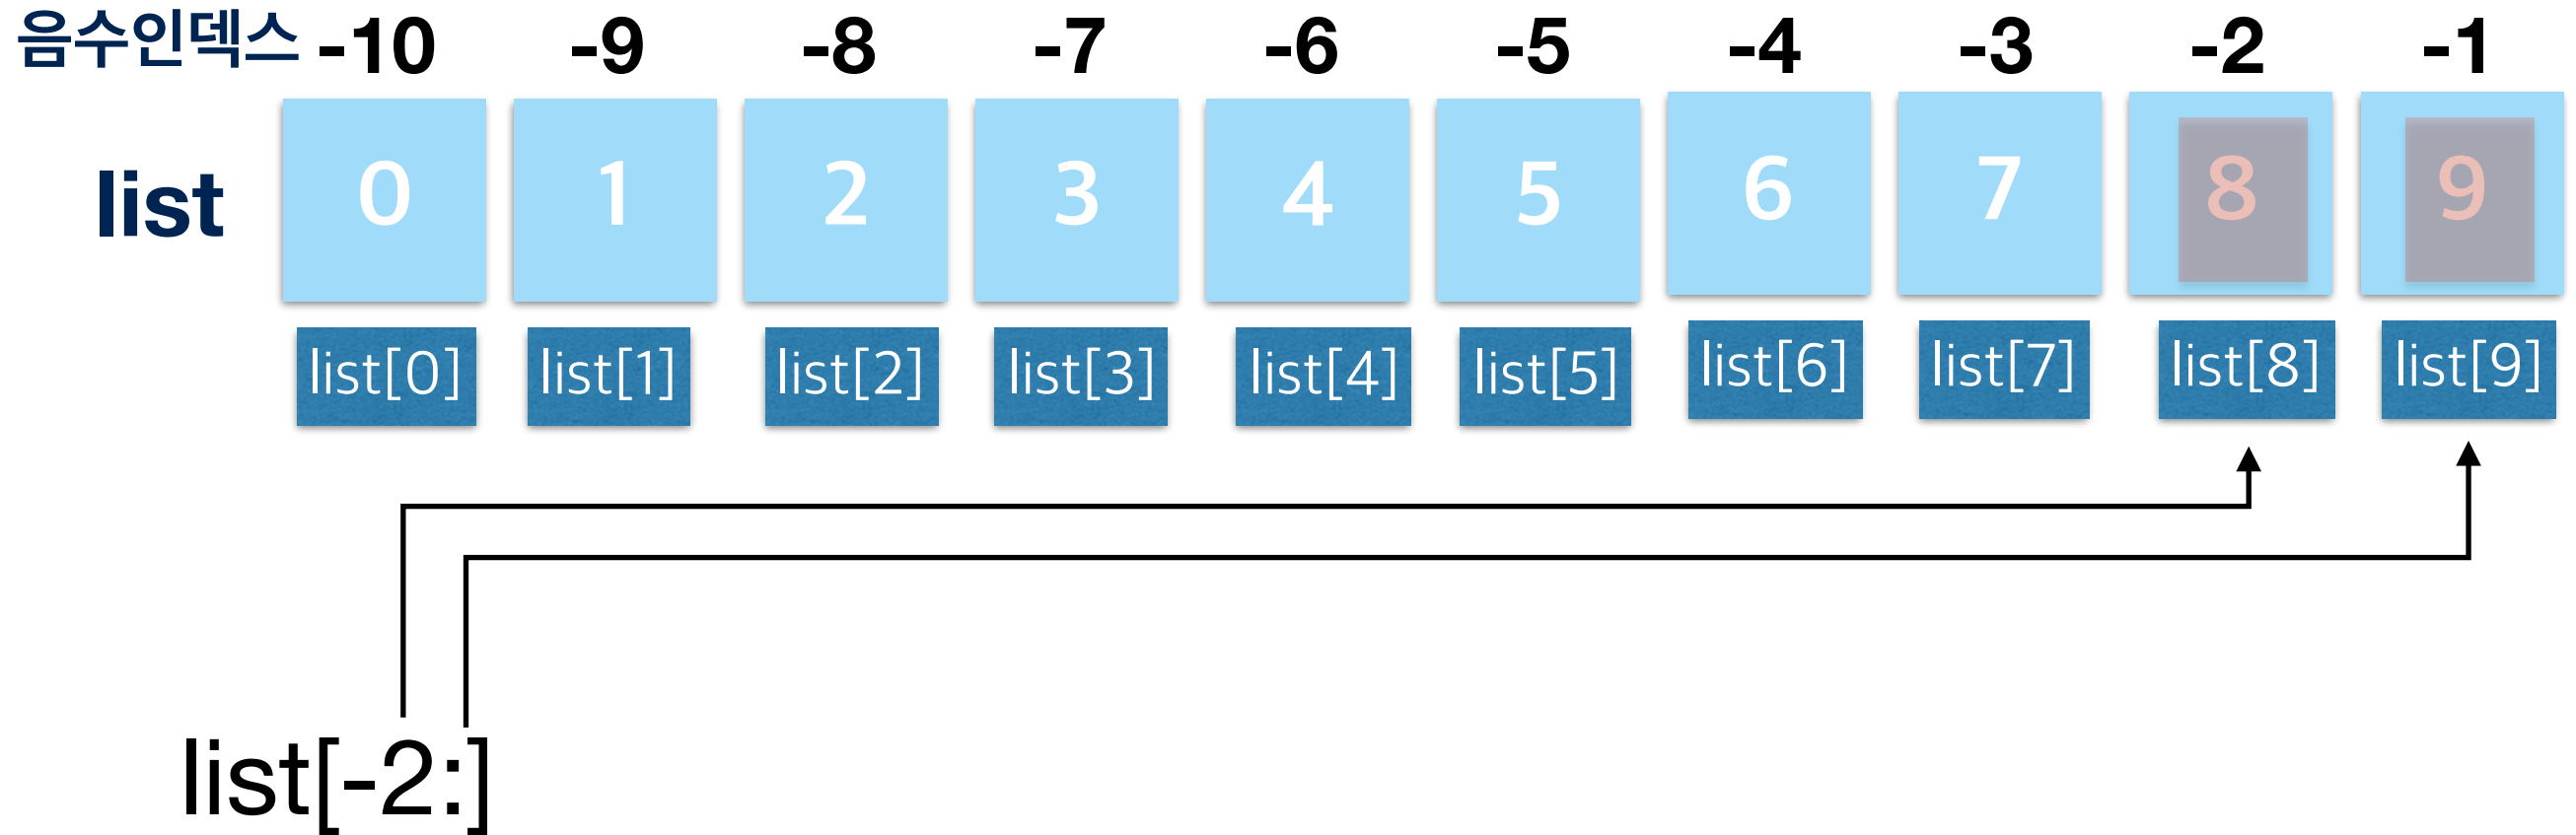 음수인덱스 -10 -9 -8 -7 -6 -5 -4 -3 -2 -1
list 0 1 2 3 4 5 6 7 8 9
list[0] list[1] list[2] list[3] list[4] list[5] list[6] list[7] list[8] list[9]
list[-2:]